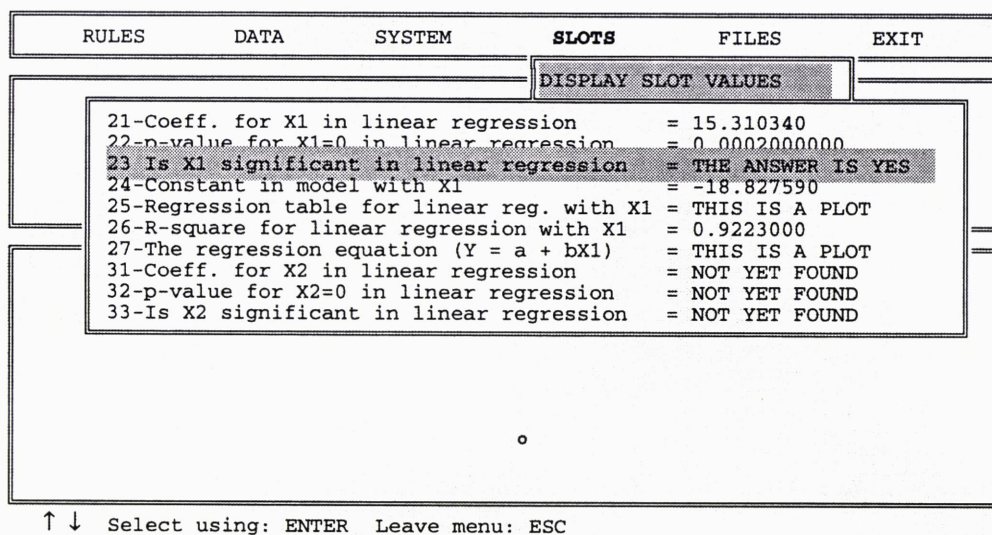 RULES DATA SYSTEM SLOTS FILES EXIT
DISPLAY SLOT VALUES
21-Coeff. for X1 in linear regression = 15.310340
22-p-value for X1=0 in linear regression = 0.0002000000
23 Is X1 significant in linear regression = THE ANSWER IS YES
24-Constant in model with X1 = -18.827590
25-Regression table for linear reg. with X1 = THIS IS A PLOT
26-R-square for linear regression with X1 = 0.9223000
27-The regression equation (Y = a + bX1) = THIS IS A PLOT
31-Coeff. for X2 in linear regression = NOT YET FOUND
32-p-value for X2=0 in linear regression = NOT YET FOUND
33-Is X2 significant in linear regression = NOT YET FOUND
o
↑ ↓ Select using: ENTER Leave menu: ESC